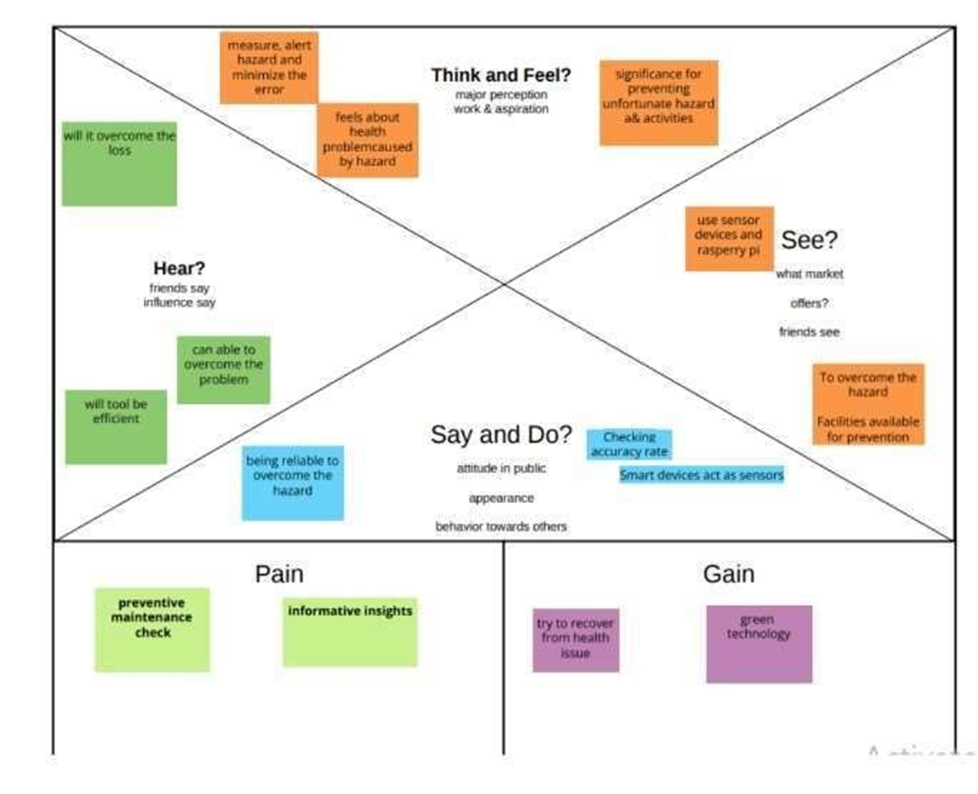 measure, alert
hazard and
minimize the
error
feels about
health
problemcaused
by hazard
Think and Feel?
major perception
work & aspiration
significance for
preventing
unfortunate hazard
a& activities
will it overcome the
loss
Hear?
friends say
influence say
can able to
overcome the
problem
will tool be
efficient
use sensor
devices and
rasperry pi
See?
what market
offers?
friends see
To overcome the
hazard
Facilities available
for prevention
Say and Do?
attitude in public
appearance
behavior towards others
being reliable to
overcome the
hazard
Checking
accuracy rate
Smart devices act as sensors
Pain
preventive
maintenance
check
informative insights
Gain
try to recover
from health
issue
green
technology